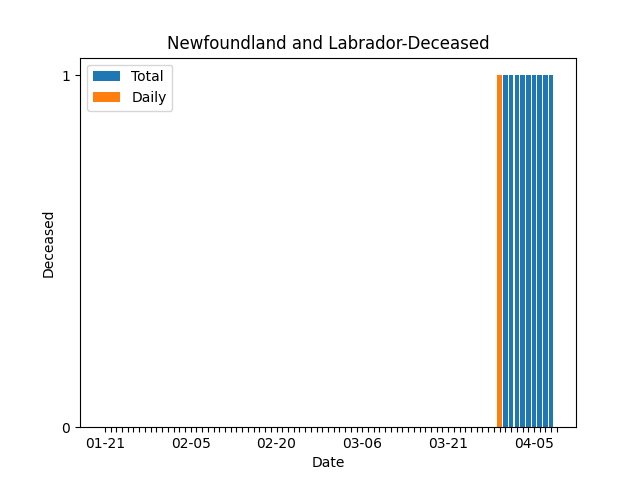 Newfoundland and Labrador-Deceased
Total
Daily
1
0
Deceased
01-21 02-05 02-20 03-06 03-21 04-05
Date